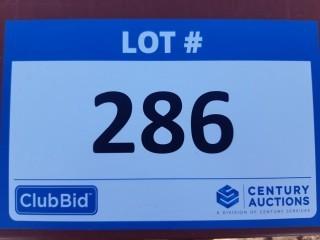 LOT #
286
ClubBid
CENTURY
AUCTIONS
A DIVISION OF CENTURY SERVICES